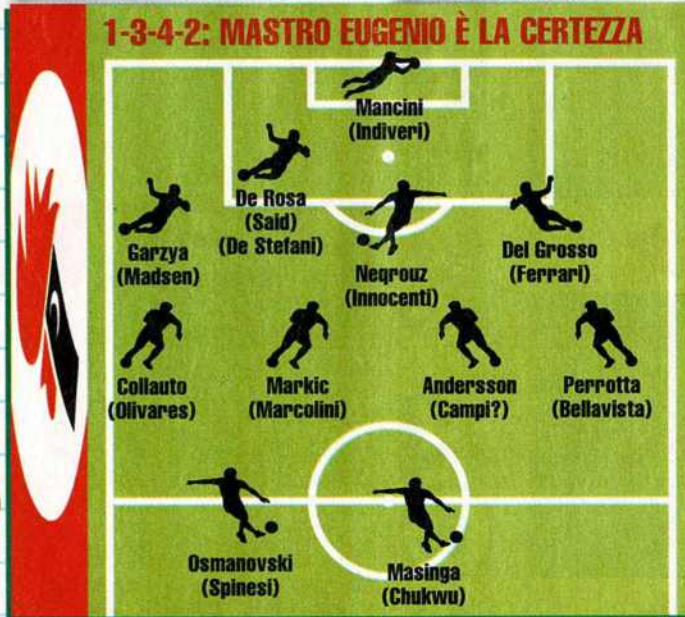 1-3-4-2: MASTRO EUGENIO È LA CERTEZZA
Mancini
(Indiveri)
De Rosa
(Said)
(De Stefani)
Garzya
(Madsen)
Neqrouz
(Innocenti)
Del Grosso
(Ferrari)
Collauto
(Olivares)
Markic
(Marcolini)
Andersson
(Campi?)
Perrotta
(Bellavista)
Osmanovski
(Spinesi)
Masinga
(Chukwu)